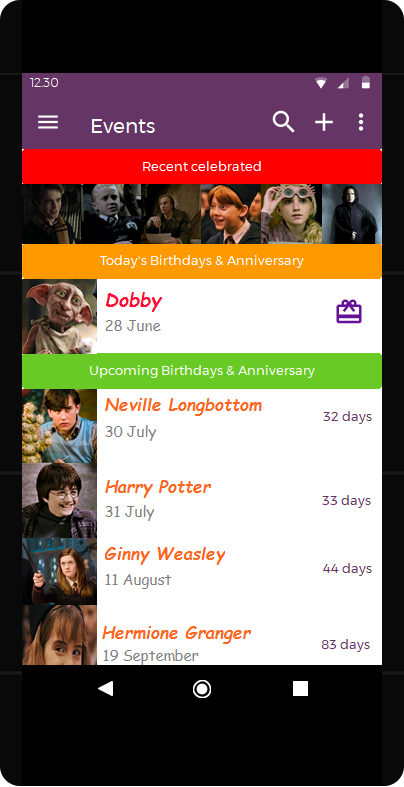 12.30
Events
Recent celebrated
Today's Birthdays & Anniversary
Dobby
28 June
Upcoming Birthdays & Anniversary
Neville Longbottom
30 July
32 days
Harry Potter
31 July
33 days
Ginny Weasley
11 August
44 days
Hermione Granger
19 September
83 days